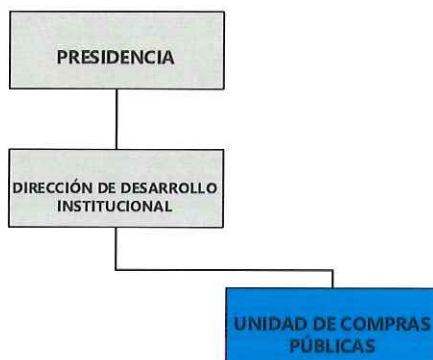 PRESIDENCIA
DIRECCIÓN DE DESARROLLO
INSTITUCIONAL
UNIDAD DE COMPRAS
PÚBLICAS